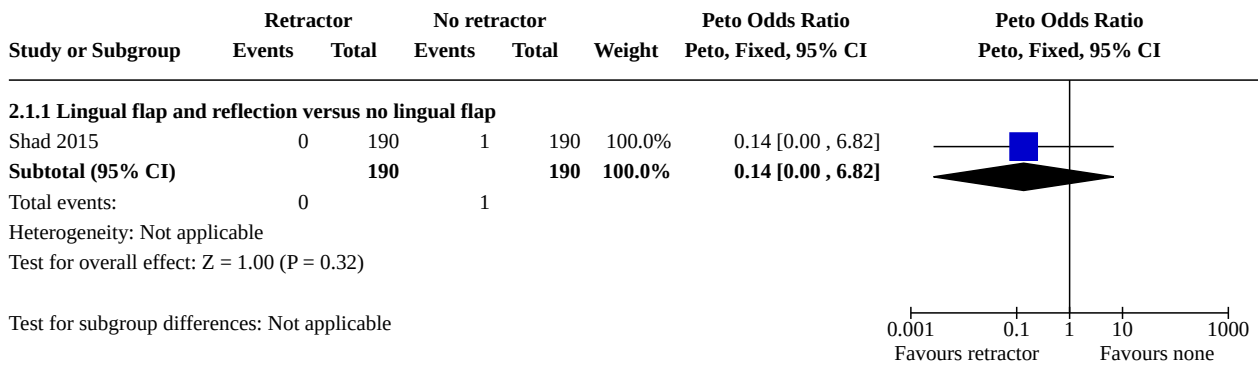 Retractor No retractor Peto Odds Ratio Peto Odds Ratio
Study or Subgroup Events Total Events Total Weight Peto, Fixed, 95% CI Peto, Fixed, 95% CI
2.1.1 Lingual flap and reflection versus no lingual flap
Shad 2015 0 190 1 190 100.0% 0.14 [0.00 , 6.82]
Subtotal (95% CI) 190 190 100.0% 0.14 [0.00 , 6.82]
Total events: 0 1
Heterogeneity: Not applicable
Test for overall effect: Z = 1.00 (P = 0.32)
Test for subgroup differences: Not applicable
0.001 0.1 1 10 1000
Favours retractor Favours none